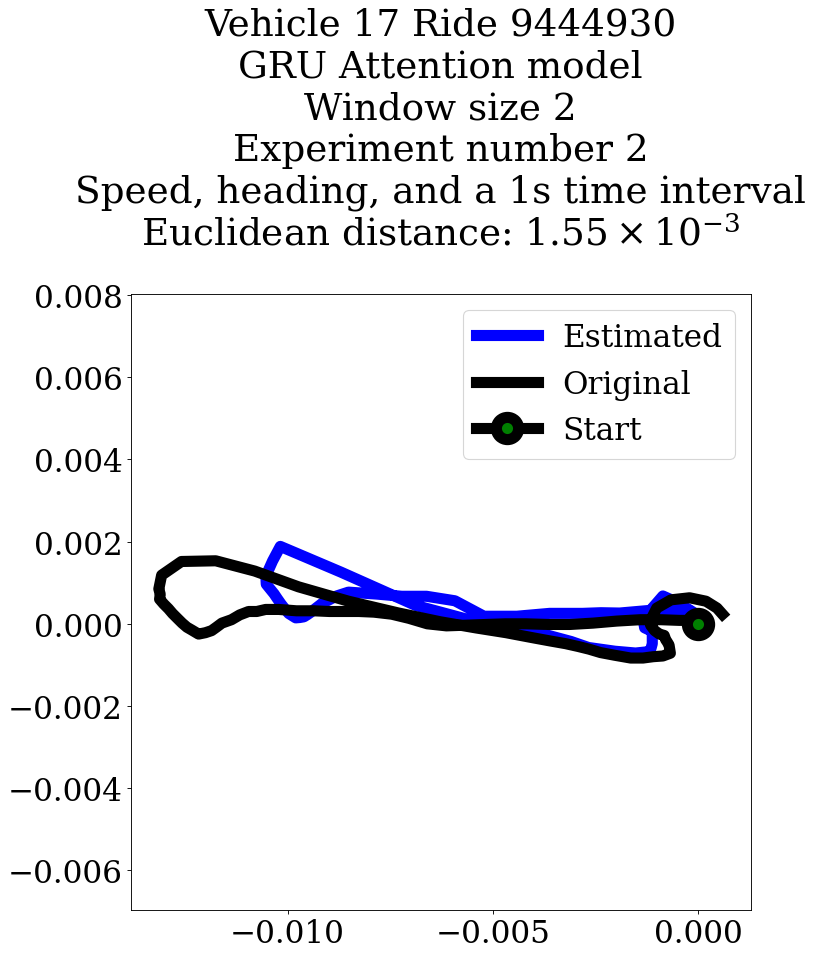 Vehicle 17 Ride 9444930
GRU Attention model
Window size 2
Experiment number 2
Speed, heading, and a 1s time interval
Euclidean distance: 1.55 × 10⁻³
0.008
Estimated
0.006
Original
Start
0.004
0.002
0.000
−0.002
−0.004
−0.006
−0.010
−0.005
0.000